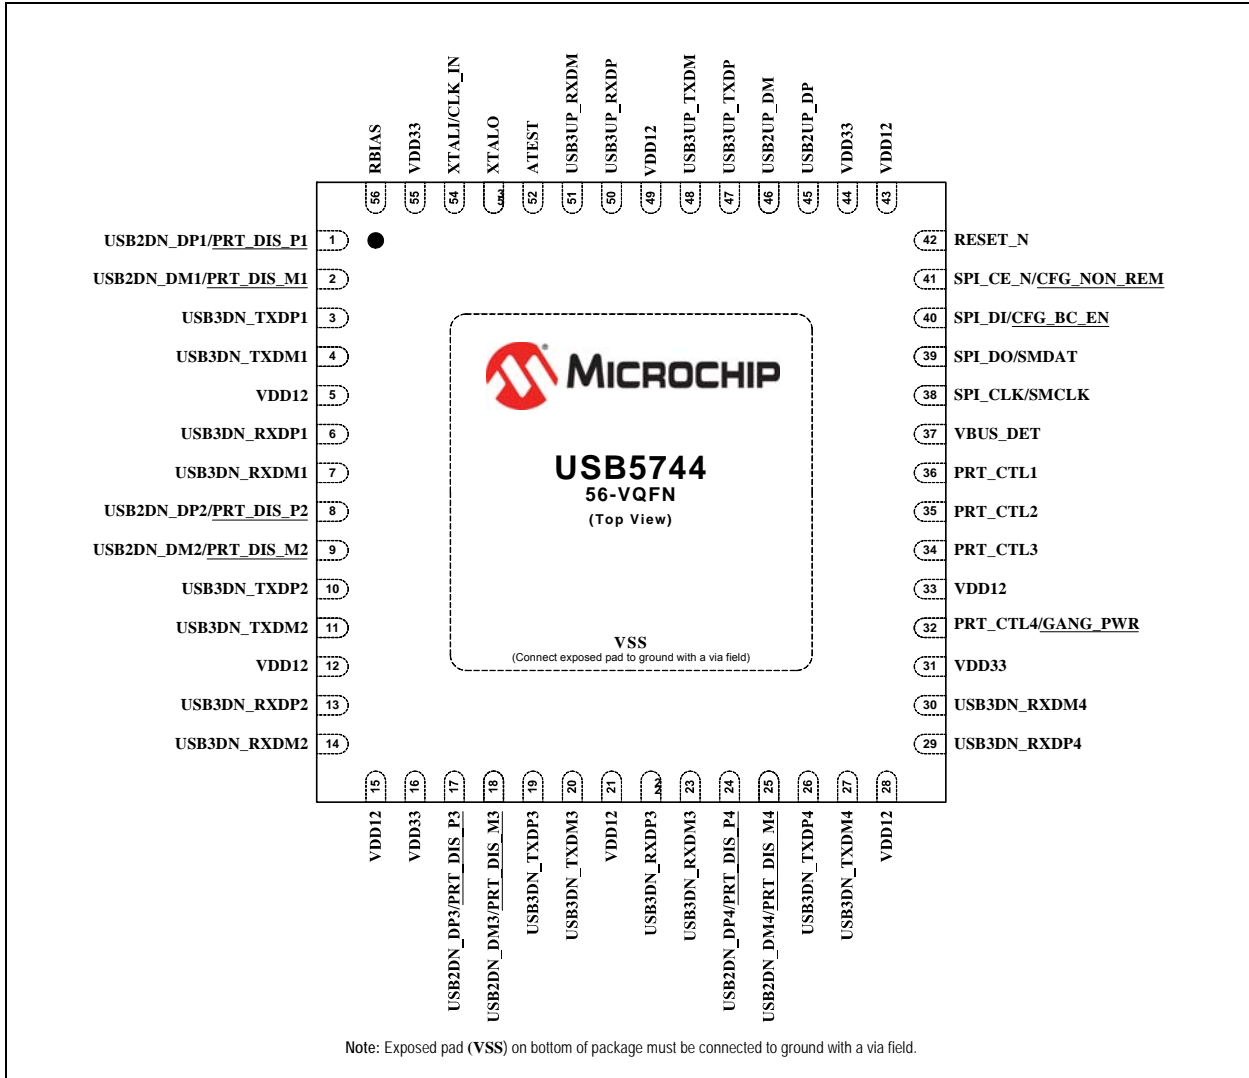 RBIAS
VDD33
XTALI/CLK_IN
XTALO
ATEST
USB3UP_RXDM
USB3UP_RXDP
VDD12
USB3UP_TXDM
USB3UP_TXDP
USB2UP_DM
USB2UP_DP
VDD33
VDD12
56
55
54
53
52
51
50
49
48
47
46
45
44
43
USB2DN_DP1/PRT_DIS_P1 1
USB2DN_DM1/PRT_DIS_M1 2
USB3DN_TXDP1 3
USB3DN_TXDM1 4
VDD12 5
USB3DN_RXDP1 6
USB3DN_RXDM1 7
USB2DN_DP2/PRT_DIS_P2 8
USB2DN_DM2/PRT_DIS_M2 9
USB3DN_TXDP2 10
USB3DN_TXDM2 11
VDD12 12
USB3DN_RXDP2 13
USB3DN_RXDM2 14
MICROCHIP
USB5744
56-VQFN
(Top View)
VSS
(Connect exposed pad to ground with a via field)
42 RESET_N
41 SPI_CE_N/CFG_NON_REM
40 SPI_DI/CFG_BC_EN
39 SPI_DO/SMDAT
38 SPI_CLK/SMCLK
37 VBUS_DET
36 PRT_CTL1
35 PRT_CTL2
34 PRT_CTL3
33 VDD12
32 PRT_CTL4/GANG_PWR
31 VDD33
30 USB3DN_RXDM4
29 USB3DN_RXDP4
15
16
17
18
19
20
21
22
23
24
25
26
27
28
VDD12
VDD33
USB2DN_DP3/PRT_DIS_P3
USB2DN_DM3/PRT_DIS_M3
USB3DN_TXDP3
USB3DN_TXDM3
VDD12
USB3DN_RXDP3
USB3DN_RXDM3
USB2DN_DP4/PRT_DIS_P4
USB2DN_DM4/PRT_DIS_M4
USB3DN_TXDP4
USB3DN_TXDM4
VDD12
Note: Exposed pad (VSS) on bottom of package must be connected to ground with a via field.